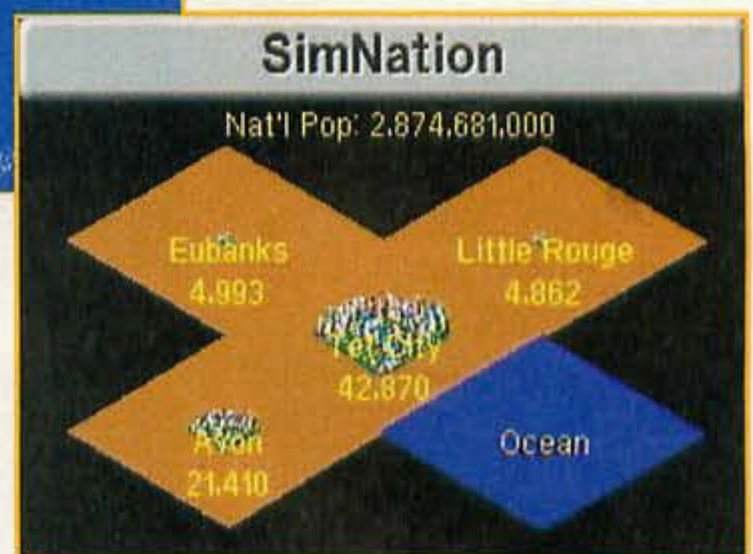 SimNation
Nat'l Pop: 2,874,681,000
Eubanks
4,993
Little Rouge
4,862
City
42,870
Avon
21,410
Ocean